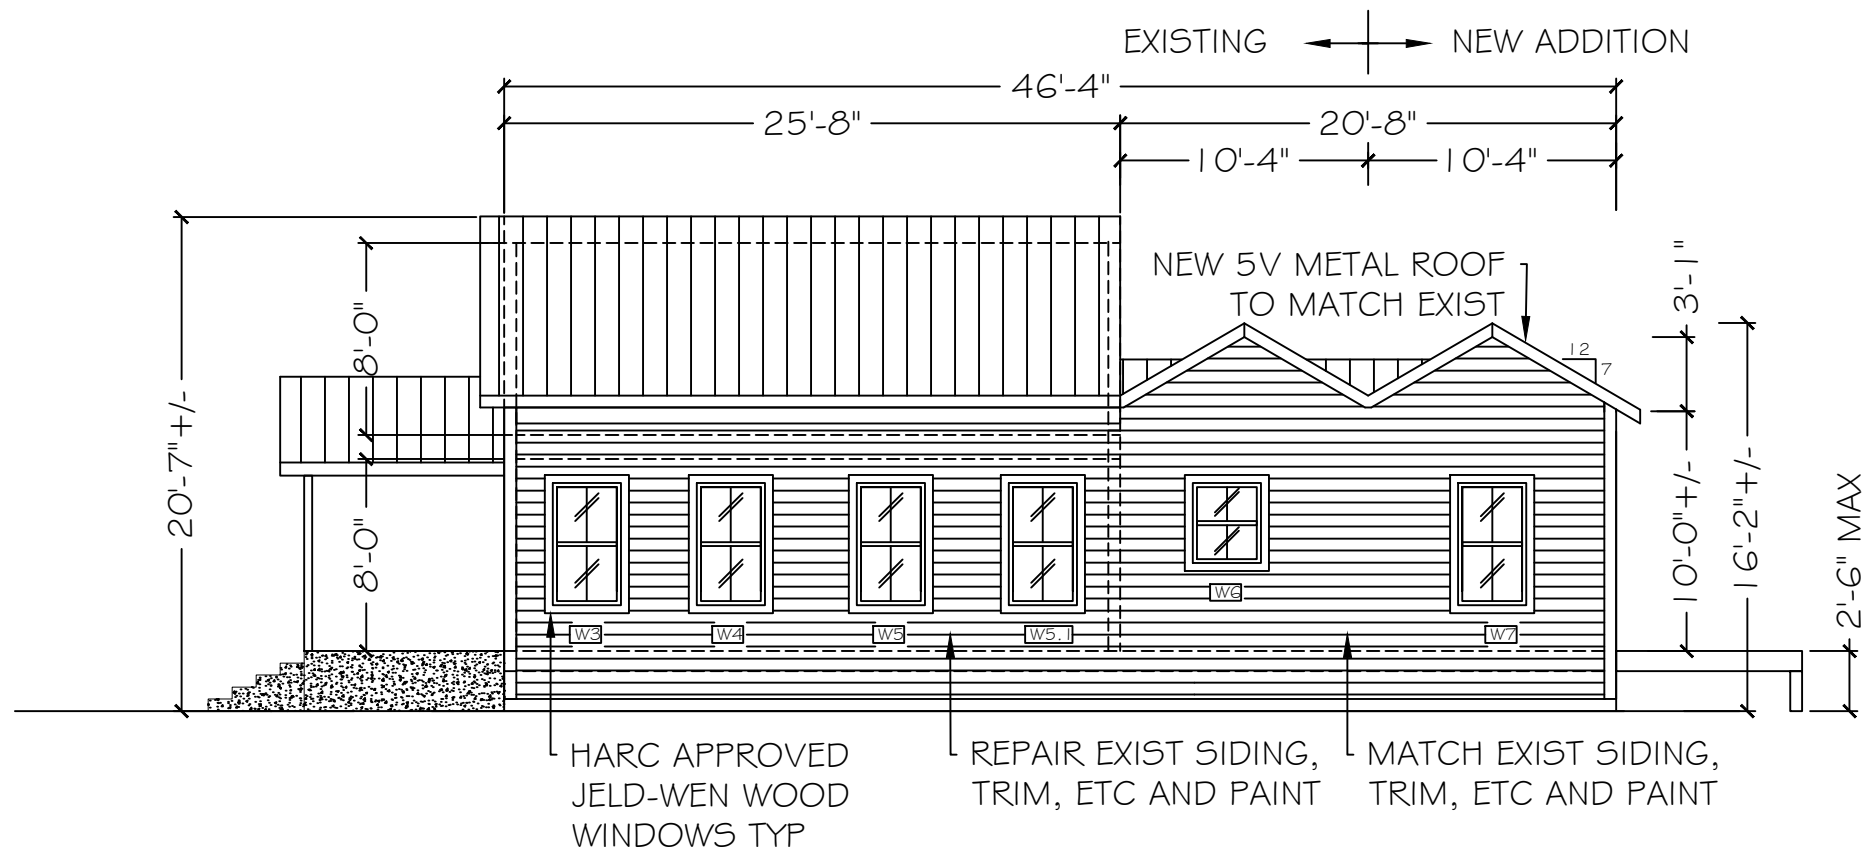 EXISTING NEW ADDITION
46'-4"
25'-8" 20'-8"
10'-4" 10'-4"
NEW 5V METAL ROOF
TO MATCH EXIST
12
7
3'-1"
8'-0"
20'-7"+/-
8'-0"
10'-0"+/-
16'-2"+/-
2'-6" MAX
W6
W3 W4 W5 W5.1 W7
HARC APPROVED
JELD-WEN WOOD
WINDOWS TYP
REPAIR EXIST SIDING,
TRIM, ETC AND PAINT
MATCH EXIST SIDING,
TRIM, ETC AND PAINT